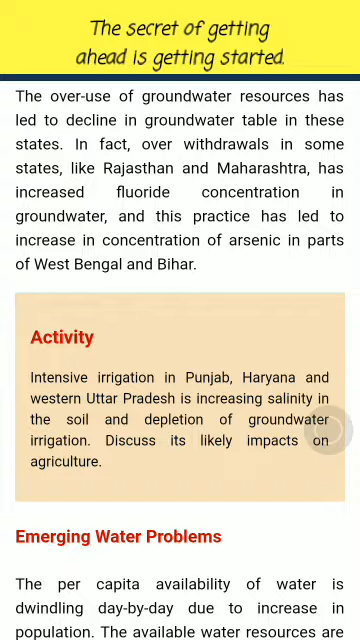 The secret of getting
ahead is getting started.
The over-use of groundwater resources has
led to decline in groundwater table in these
states. In fact, over withdrawals in some
states, like Rajasthan and Maharashtra, has
increased fluoride concentration in
groundwater, and this practice has led to
increase in concentration of arsenic in parts
of West Bengal and Bihar.
Activity
Intensive irrigation in Punjab, Haryana and
western Uttar Pradesh is increasing salinity in
the soil and depletion of groundwater
irrigation. Discuss its likely impacts on
agriculture.
Emerging Water Problems
The per capita availability of water is
dwindling day-by-day due to increase in
population. The available water resources are